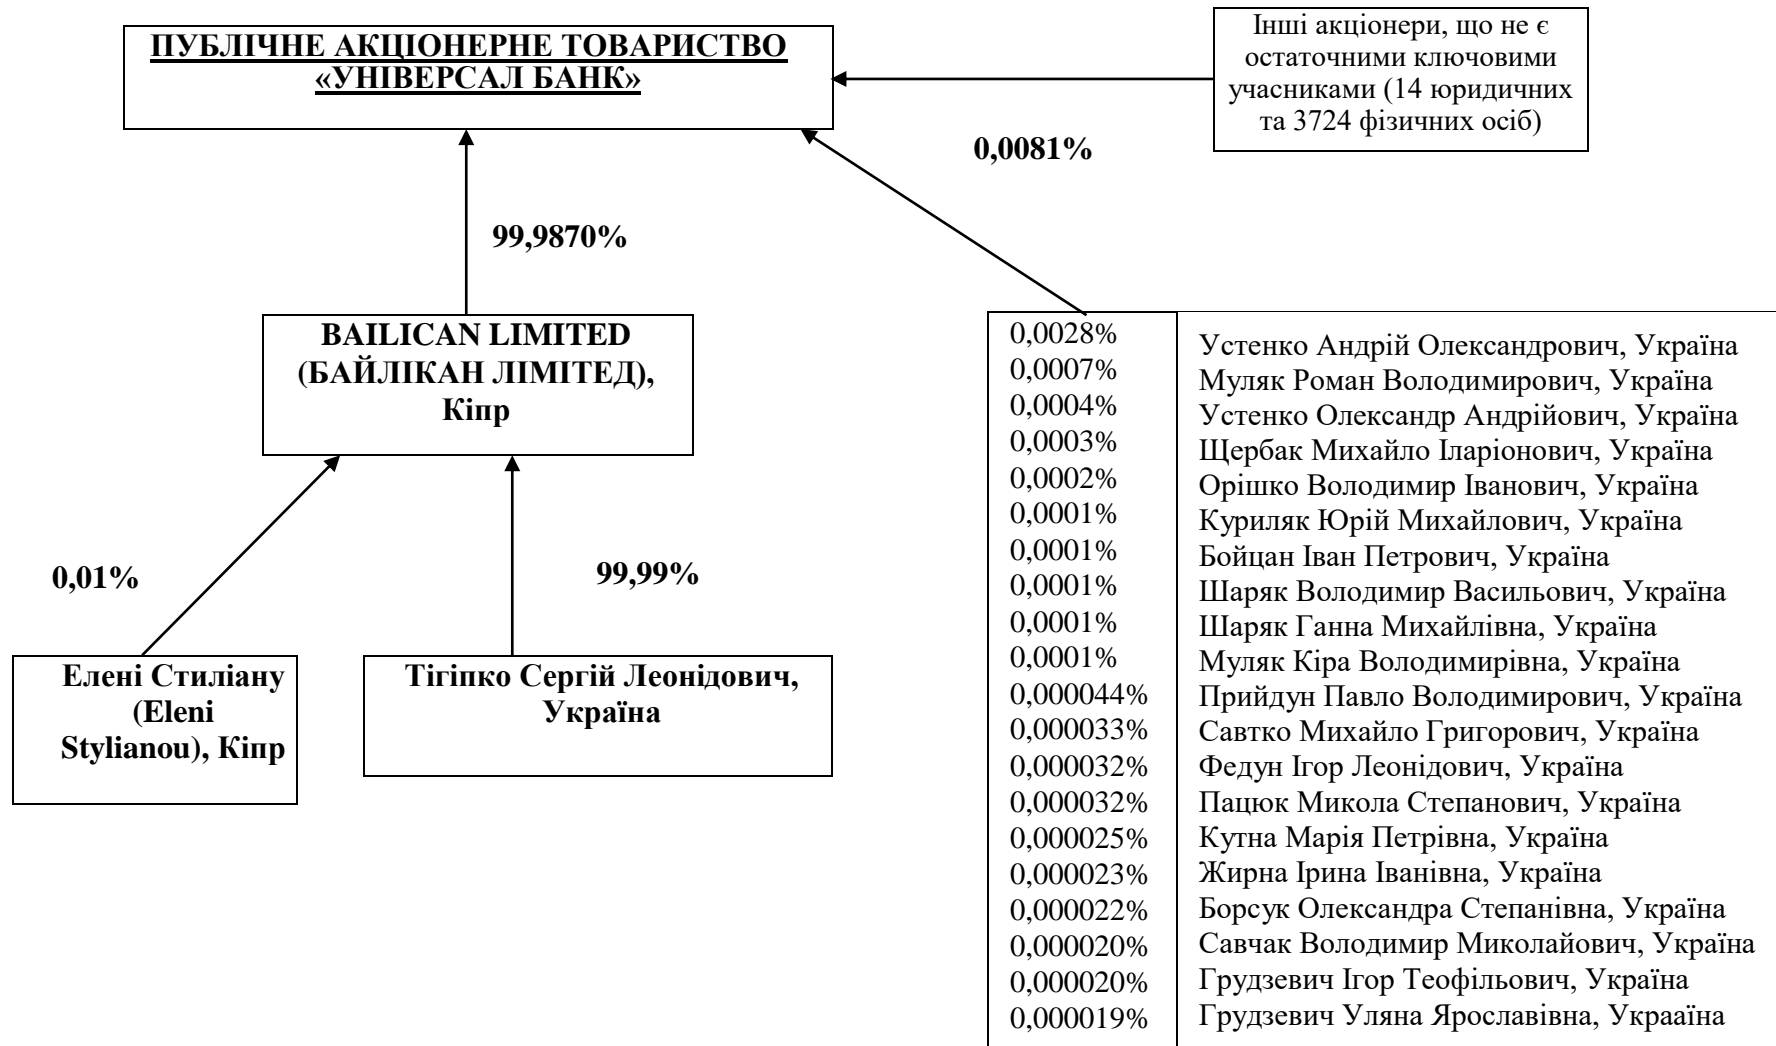 ПУБЛІЧНЕ АКЦІОНЕРНЕ ТОВАРИСТВО
«УНІВЕРСАЛ БАНК»
Інші акціонери, що не є
остаточними ключовими
учасниками (14 юридичних
та 3724 фізичних осіб)
0,0081%
99,9870%
BAILICAN LIMITED
(БАЙЛІКАН ЛІМІТЕД),
Кіпр
0,01%
99,99%
Елені Стиліану
(Eleni
Stylianou), Кіпр
Тігіпко Сергій Леонідович,
Україна
0,0028% Устенко Андрій Олександрович, Україна
0,0007% Муляк Роман Володимирович, Україна
0,0004% Устенко Олександр Андрійович, Україна
0,0003% Щербак Михайло Іларіонович, Україна
0,0002% Орішко Володимир Іванович, Україна
0,0001% Куриляк Юрій Михайлович, Україна
0,0001% Бойцан Іван Петрович, Україна
0,0001% Шаряк Володимир Васильович, Україна
0,0001% Шаряк Ганна Михайлівна, Україна
0,0001% Муляк Кіра Володимирівна, Україна
0,000044% Прийдун Павло Володимирович, Україна
0,000033% Савтко Михайло Григорович, Україна
0,000032% Федун Ігор Леонідович, Україна
0,000032% Пацюк Микола Степанович, Україна
0,000025% Кутна Марія Петрівна, Україна
0,000023% Жирна Ірина Іванівна, Україна
0,000022% Борсук Олександра Степанівна, Україна
0,000020% Савчак Володимир Миколайович, Україна
0,000020% Грудзевич Ігор Теофільович, Україна
0,000019% Грудзевич Уляна Ярославівна, Украаїна